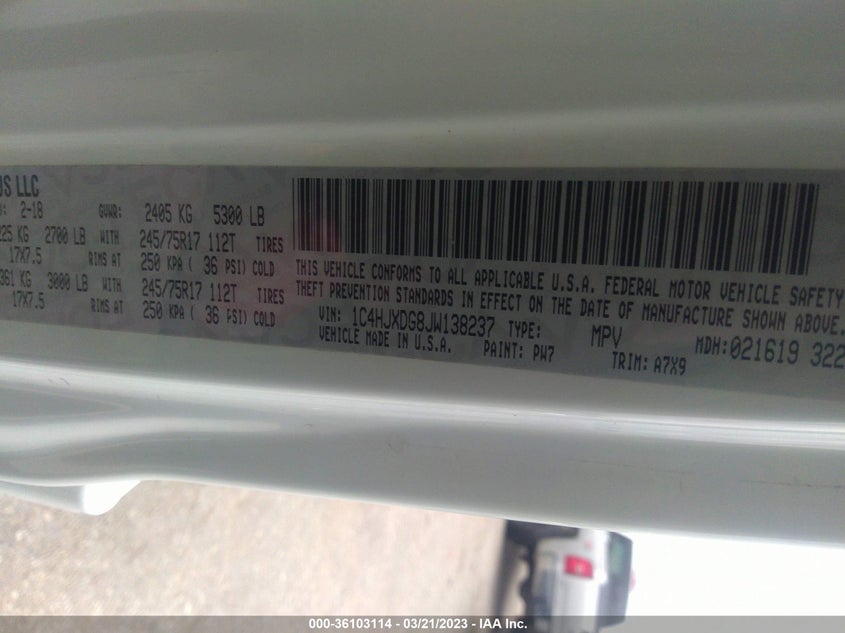 US LLC
2-18 GVWR: 2405 KG 5300 LB
225 KG 2700 LB WITH 245/75R17 112T TIRES
17X7.5 RIMS AT 250 KPA ( 36 PSI) COLD
361 KG 3000 LB WITH 245/75R17 112T TIRES
17X7.5 RIMS AT 250 KPA ( 36 PSI) COLD
THIS VEHICLE CONFORMS TO ALL APPLICABLE U.S.A. FEDERAL MOTOR VEHICLE SAFETY
THEFT PREVENTION STANDARDS IN EFFECT ON THE DATE OF MANUFACTURE SHOWN ABOVE.
VIN: 1C4HJXDG8JW138237 TYPE: MPV MDH:021619 322
VEHICLE MADE IN U.S.A. PAINT: PW7 TRIM: A7X9
000-36103114 - 03/21/2023 - IAA Inc.